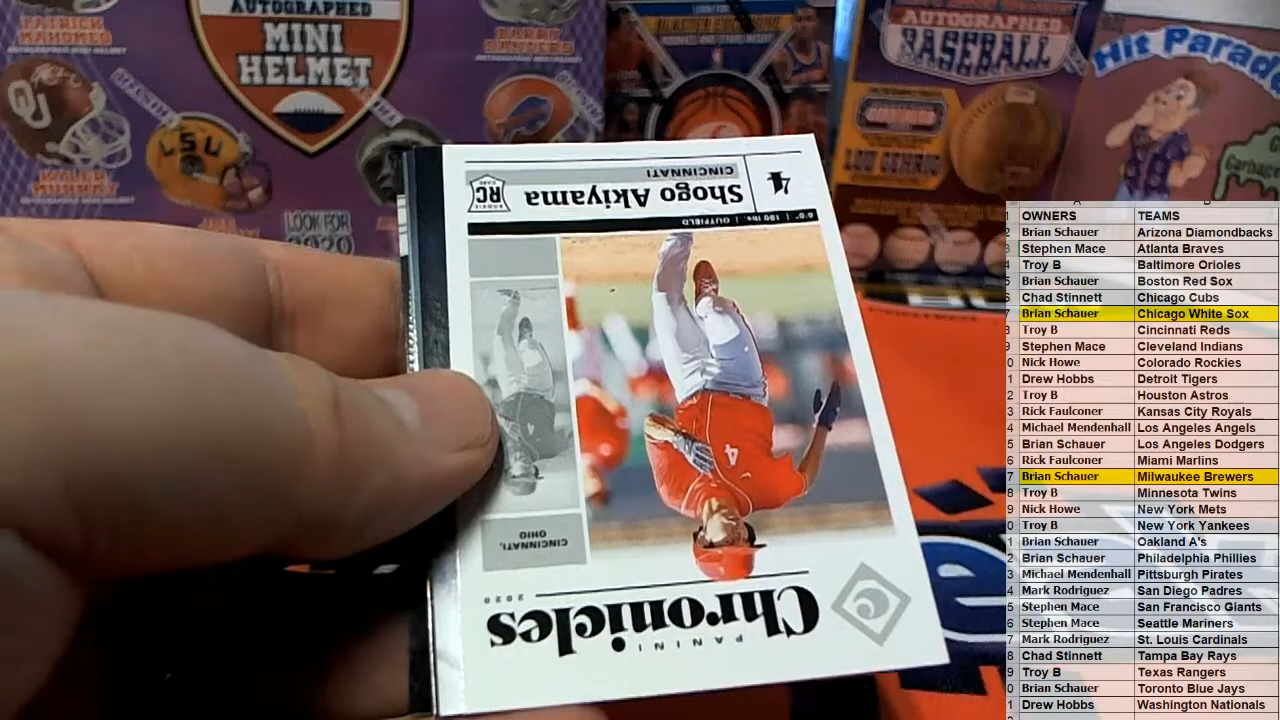 PATRICK
MAHOMES
AUTOGRAPHED
MINI
HELMET
BARRY
SANDERS
LSU
LOOK FOR
2020
AUTOGRAPHED
BASEBALL
LOU GEHRIG
Hit Parade
PANINI
Chronicles
2020
CINCINNATI,
OHIO
4
6'0" | 180 lbs. | OUTFIELD
4
Shogo Akiyama
CINCINNATI
RC
OWNERS TEAMS
Brian Schauer Arizona Diamondbacks
Stephen Mace Atlanta Braves
Troy B Baltimore Orioles
Brian Schauer Boston Red Sox
Chad Stinnett Chicago Cubs
Brian Schauer Chicago White Sox
Troy B Cincinnati Reds
Stephen Mace Cleveland Indians
Nick Howe Colorado Rockies
Drew Hobbs Detroit Tigers
Troy B Houston Astros
Rick Faulconer Kansas City Royals
Michael Mendenhall Los Angeles Angels
Brian Schauer Los Angeles Dodgers
Rick Faulconer Miami Marlins
Brian Schauer Milwaukee Brewers
Troy B Minnesota Twins
Nick Howe New York Mets
Troy B New York Yankees
Brian Schauer Oakland A's
Brian Schauer Philadelphia Phillies
Michael Mendenhall Pittsburgh Pirates
Mark Rodriguez San Diego Padres
Stephen Mace San Francisco Giants
Stephen Mace Seattle Mariners
Mark Rodriguez St. Louis Cardinals
Chad Stinnett Tampa Bay Rays
Troy B Texas Rangers
Brian Schauer Toronto Blue Jays
Drew Hobbs Washington Nationals